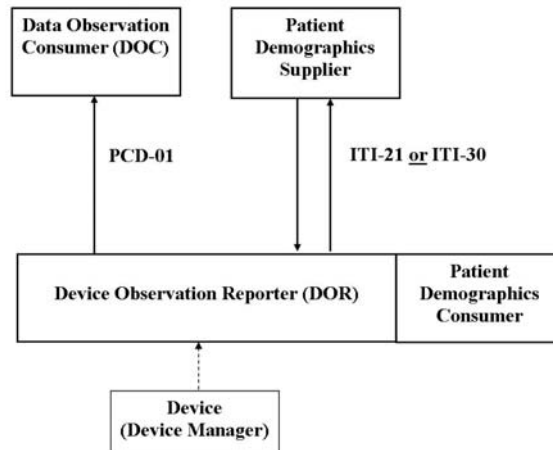 Data Observation
Consumer (DOC)
Patient
Demographics
Supplier
PCD-01
ITI-21 or ITI-30
Device Observation Reporter (DOR)
Patient
Demographics
Consumer
Device
(Device Manager)